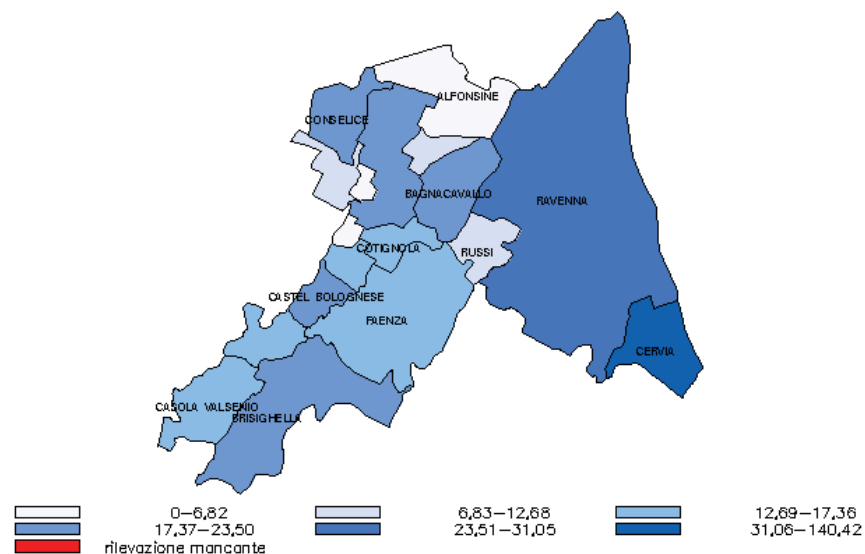 ALFONSINE
CONSELICE
BAGNACAVALLO
RAVENNA
COTIGNOLA
RUSSI
CASTEL BOLOGNESE
FAENZA
CERVIA
CASOLA VALSENIO
BRISIGHELLA
0–6,82 6,83–12,68 12,69–17,36
17,37–23,50 23,51–31,05 31,06–140,42
rilevazione mancante